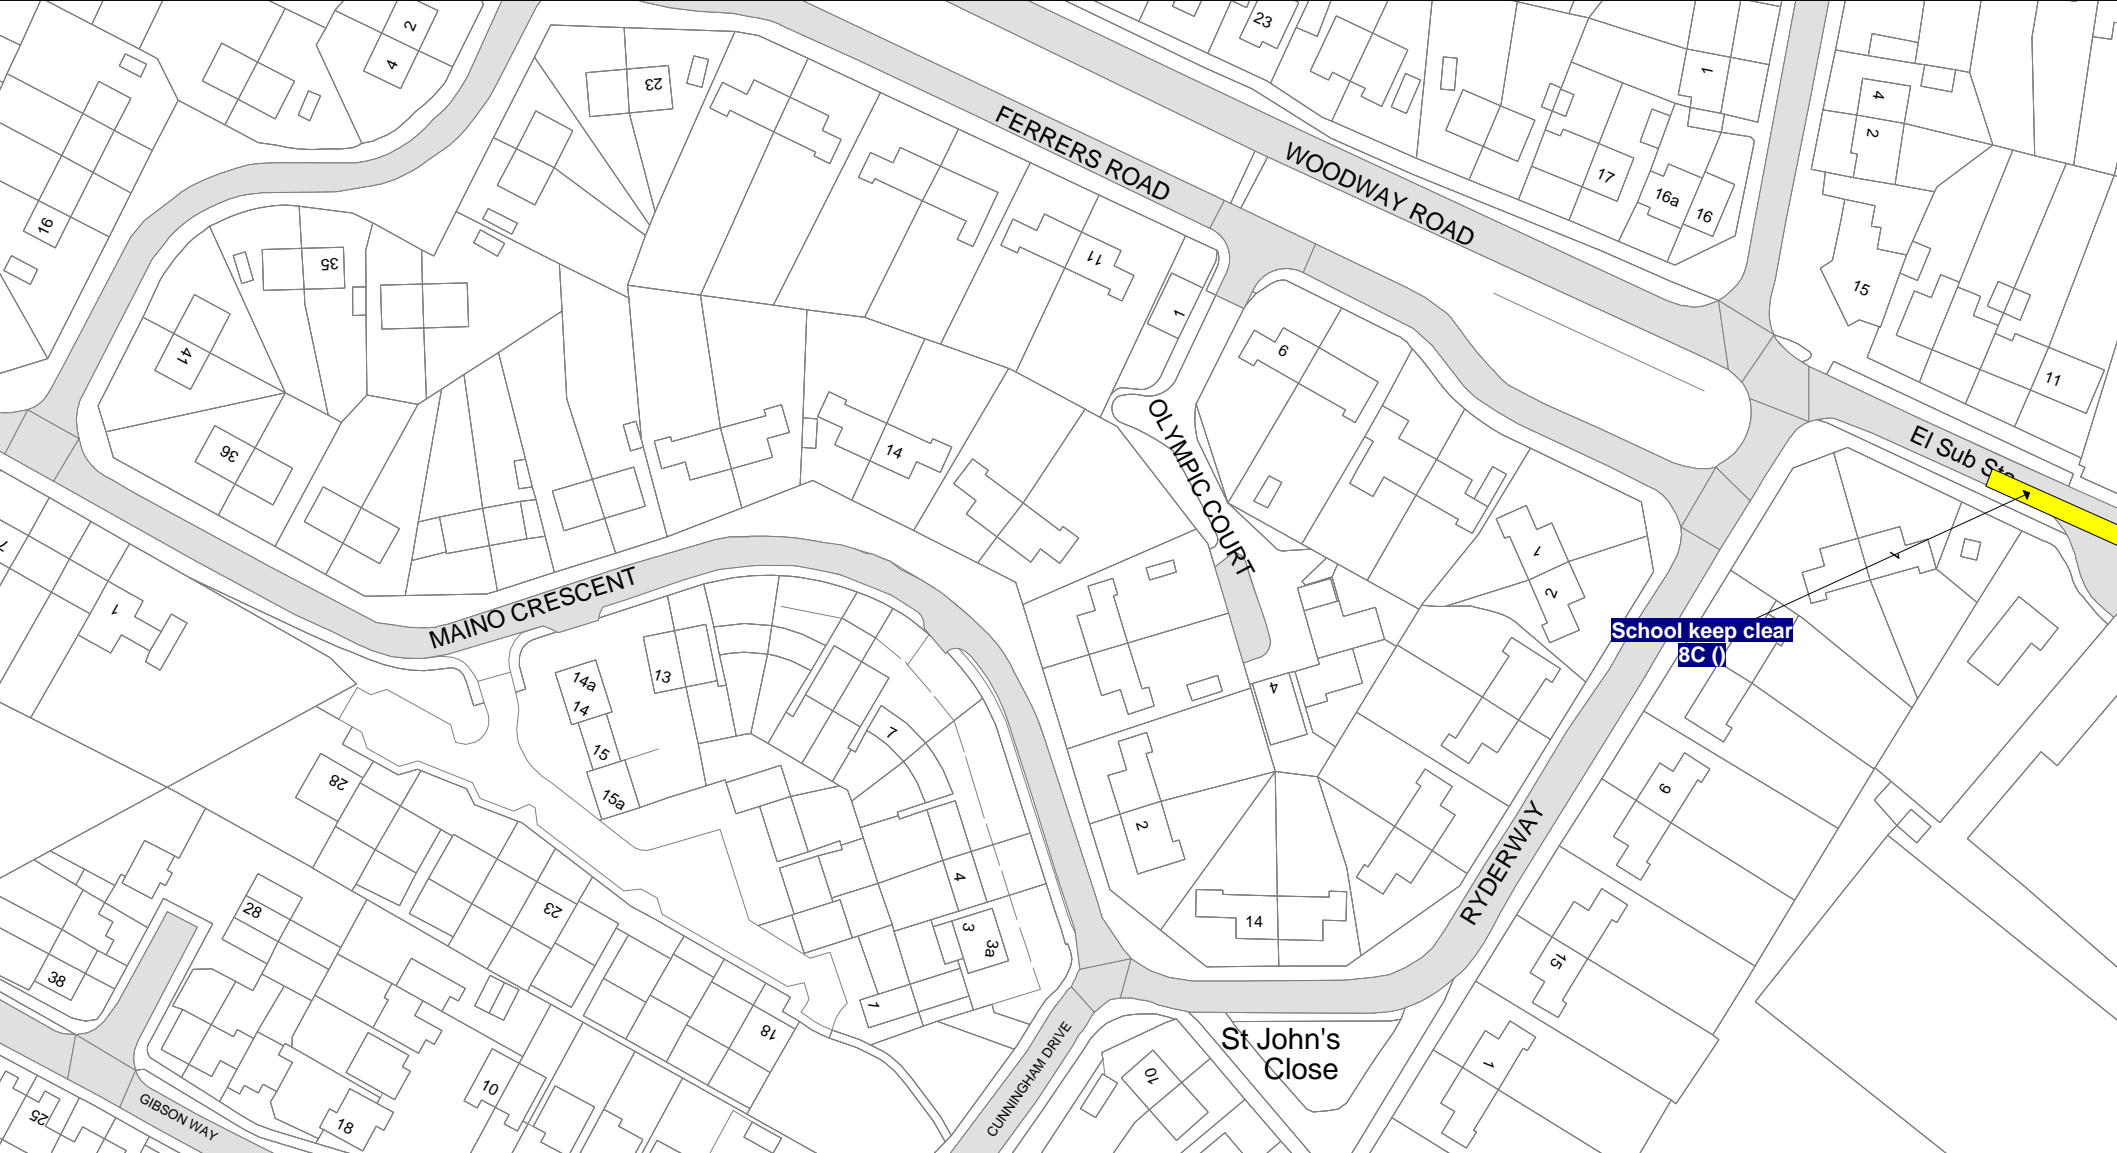 2
4
23
1
4
2
23
FERRERS ROAD
WOODWAY ROAD
17
16a
16
16
35
11
1
15
41
6
11
36
14
OLYMPIC COURT
El Sub Sta
1
2
1
7
1
MAINO CRESCENT
School keep clear
8C ()
14a
14
13
15
15a
7
4
28
2
6
RYDERWAY
28
23
4
3
3a
14
15
38
1
18
St John's
Close
CUNNINGHAM DRIVE
1
10
10
GIBSON WAY
25
18